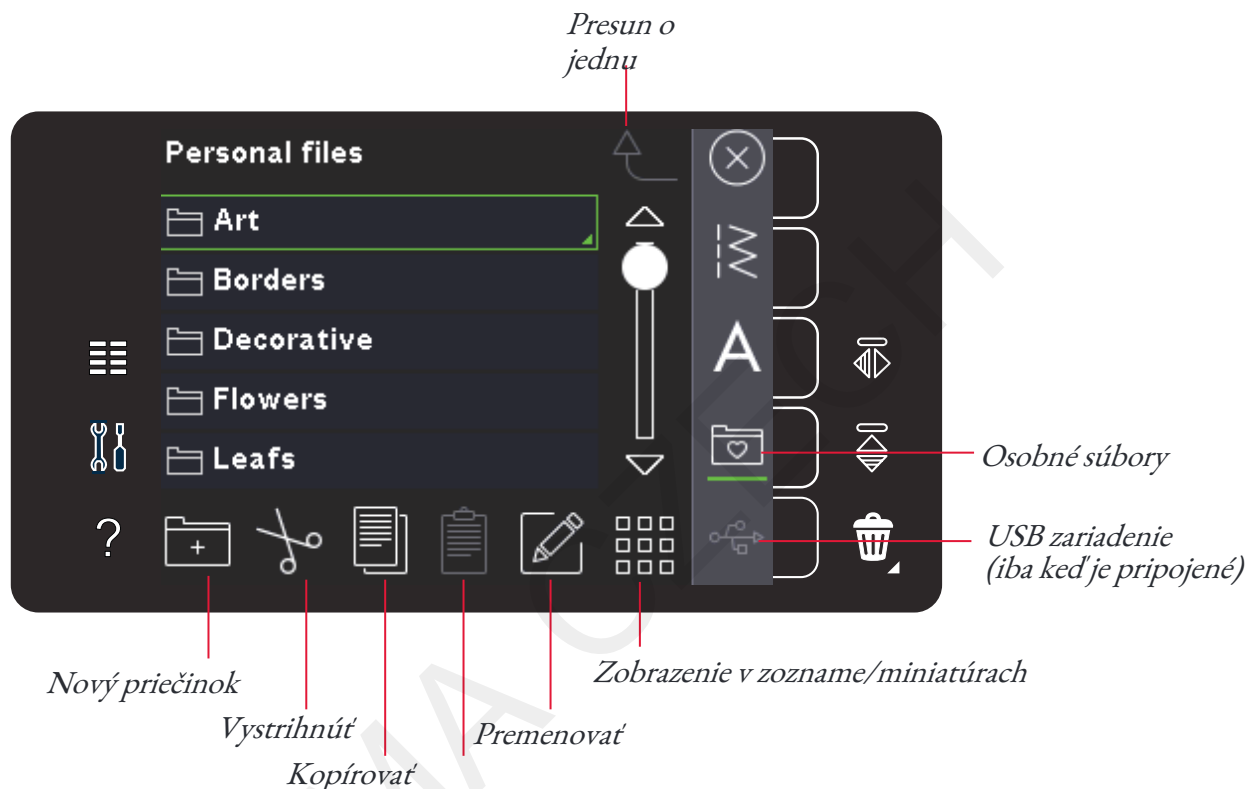 Presun o
jednu
Personal files
Art
Borders
Decorative
Flowers
Leafs
A
?
Osobné súbory
USB zariadenie
(iba keď je pripojené)
Nový priečinok
Zobrazenie v zozname/miniatúrach
Vystrihnúť
Premenovať
Kopírovať